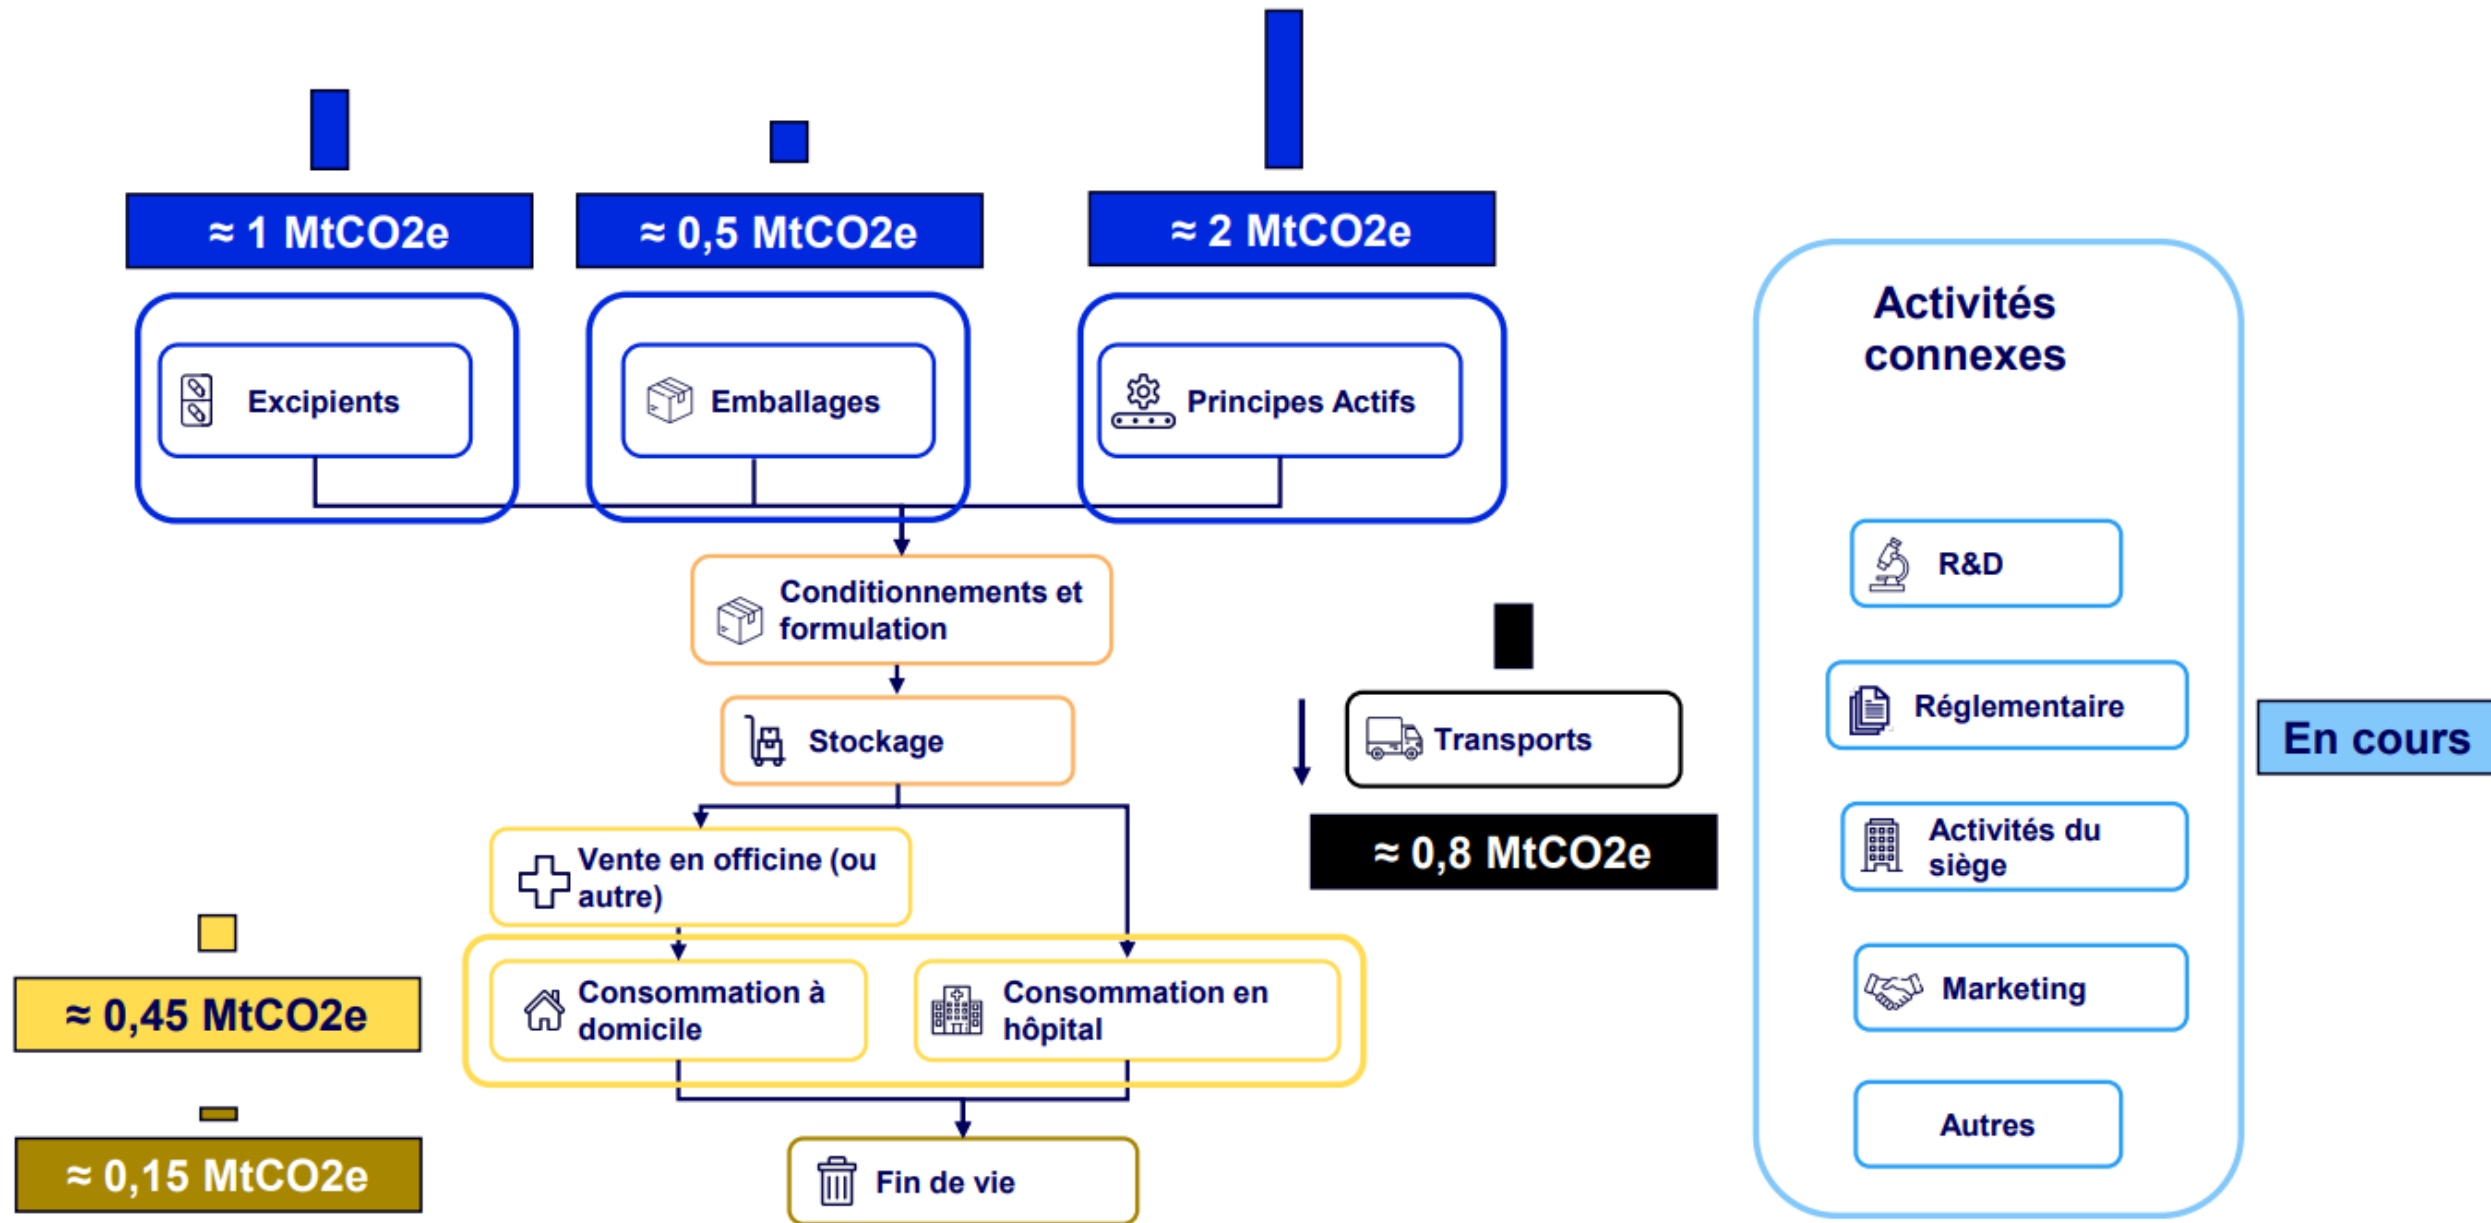 ≈ 1 MtCO2e
≈ 0,5 MtCO2e
≈ 2 MtCO2e
Excipients
Emballages
Principes Actifs
Conditionnements et
formulation
Stockage
Vente en officine (ou
autre)
Consommation à
domicile
Consommation en
hôpital
≈ 0,45 MtCO2e
≈ 0,15 MtCO2e
Fin de vie
Transports
≈ 0,8 MtCO2e
Activités
connexes
R&D
Réglementaire
Activités du
siège
Marketing
Autres
En cours